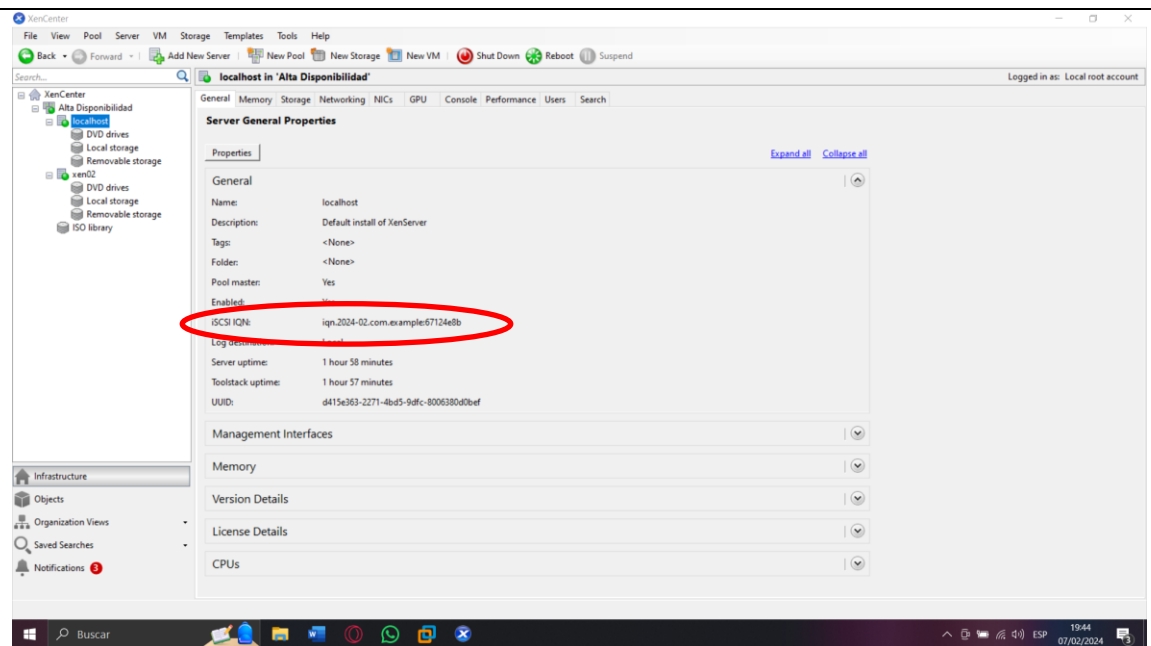 XenCenter
File View Pool Server VM Storage Templates Tools Help
Back Forward Add New Server New Pool New Storage New VM Shut Down Reboot Suspend
Search...
localhost in 'Alta Disponibilidad'
Logged in as: Local root account
XenCenter
Alta Disponibilidad
localhost
DVD drives
Local storage
Removable storage
xen02
DVD drives
Local storage
Removable storage
ISO library
General Memory Storage Networking NICs GPU Console Performance Users Search
Server General Properties
Properties
Expand all Collapse all
General
Name: localhost
Description: Default install of XenServer
Tags: <None>
Folder: <None>
Pool master: Yes
Enabled: Yes
iSCSI IQN: iqn.2024-02.com.example:67124e8b
Log destination: Local
Server uptime: 1 hour 58 minutes
Toolstack uptime: 1 hour 57 minutes
UUID: d415e363-2271-4bd5-9dfc-8006380d0bef
Management Interfaces
Memory
Version Details
License Details
CPUs
Infrastructure
Objects
Organization Views
Saved Searches
Notifications 3
Buscar
ESP
19:44
07/02/2024
3